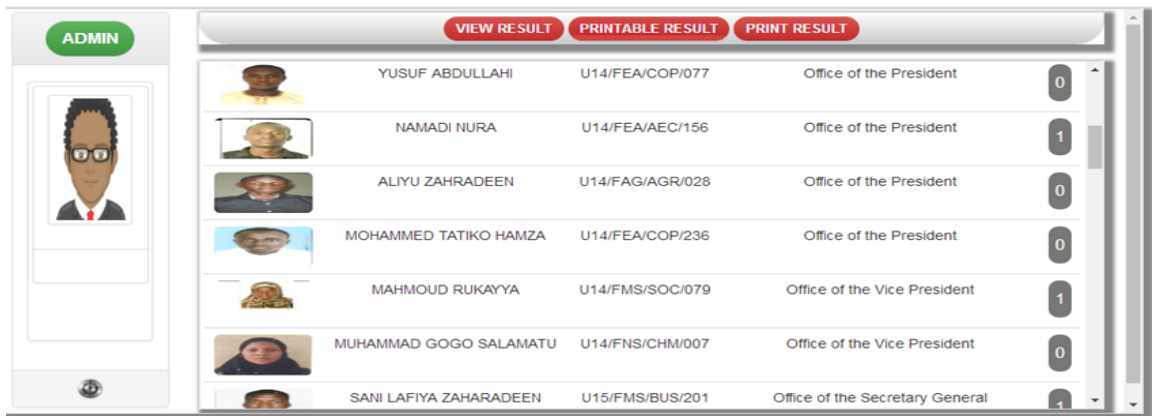 ADMIN
VIEW RESULT PRINTABLE RESULT PRINT RESULT
YUSUF ABDULLAHI U14/FEA/COP/077 Office of the President 0
NAMADI NURA U14/FEA/AEC/156 Office of the President 1
ALIYU ZAHRADEEN U14/FAG/AGR/028 Office of the President 0
MOHAMMED TATIKO HAMZA U14/FEA/COP/236 Office of the President 0
MAHMOUD RUKAYYA U14/FMS/SOC/079 Office of the Vice President 1
MUHAMMAD GOGO SALAMATU U14/FNS/CHM/007 Office of the Vice President 0
SANI LAFIYA ZAHARADEEN U15/FMS/BUS/201 Office of the Secretary General 1